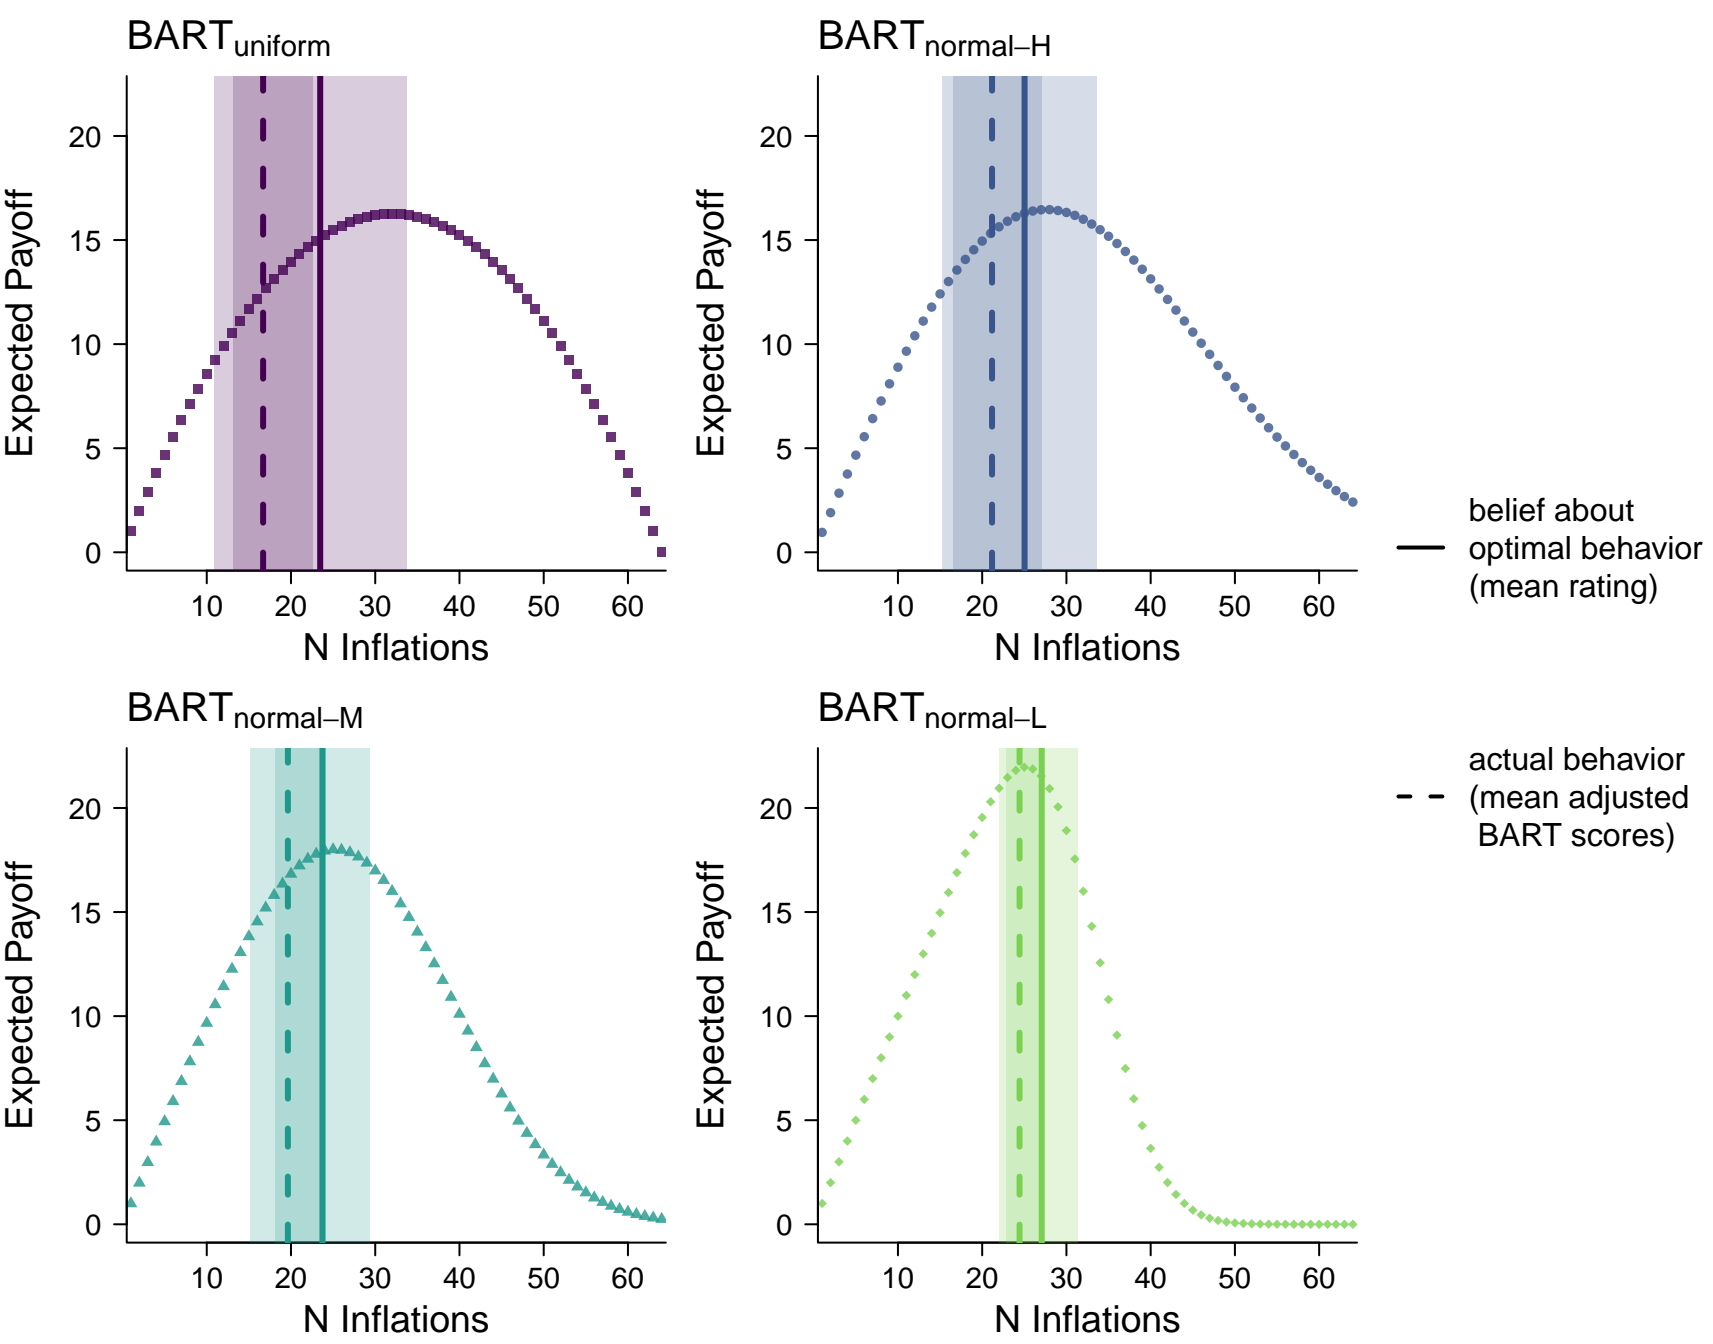 BARTuniform
20
15
10
5
0
Expected Payoff
10 20 30 40 50 60
N Inflations
BARTnormal–H
20
15
10
5
0
Expected Payoff
10 20 30 40 50 60
N Inflations
belief about
optimal behavior
(mean rating)
BARTnormal–M
20
15
10
5
0
Expected Payoff
10 20 30 40 50 60
N Inflations
BARTnormal–L
20
15
10
5
0
Expected Payoff
10 20 30 40 50 60
N Inflations
actual behavior
(mean adjusted
BART scores)